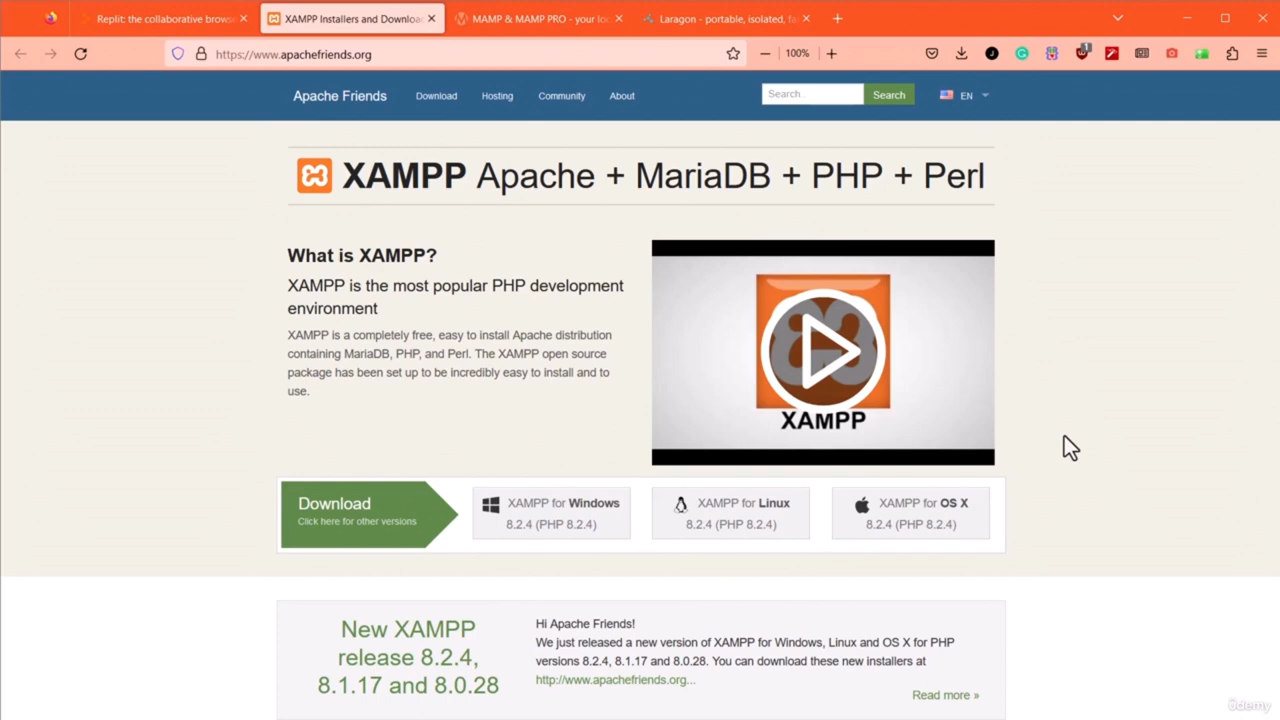 Replit: the collaborative brows
XAMPP Installers and Downloa
MAMP & MAMP PRO - your lo
Laragon - portable, isolated, fa
https://www.apachefriends.org
100%
1
Apache Friends
Download
Hosting
Community
About
Search...
Search
EN
XAMPP Apache + MariaDB + PHP + Perl
What is XAMPP?
XAMPP is the most popular PHP development
environment
XAMPP is a completely free, easy to install Apache distribution
containing MariaDB, PHP, and Perl. The XAMPP open source
package has been set up to be incredibly easy to install and to
use.
XAMPP
Download
Click here for other versions
XAMPP for Windows
8.2.4 (PHP 8.2.4)
XAMPP for Linux
8.2.4 (PHP 8.2.4)
XAMPP for OS X
8.2.4 (PHP 8.2.4)
New XAMPP
release 8.2.4,
8.1.17 and 8.0.28
Hi Apache Friends!
We just released a new version of XAMPP for Windows, Linux and OS X for PHP
versions 8.2.4, 8.1.17 and 8.0.28. You can download these new installers at
http://www.apachefriends.org...
Read more »
ûdemy